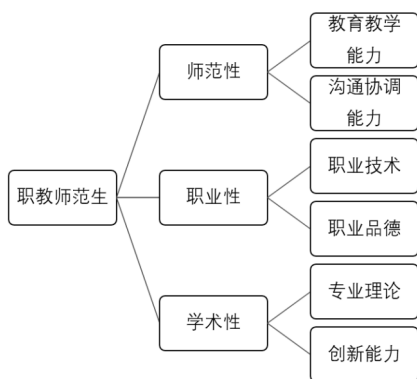 教育教学
能力
师范性
沟通协调
能力
职教师范生
职业性
职业技术
职业品德
学术性
专业理论
创新能力